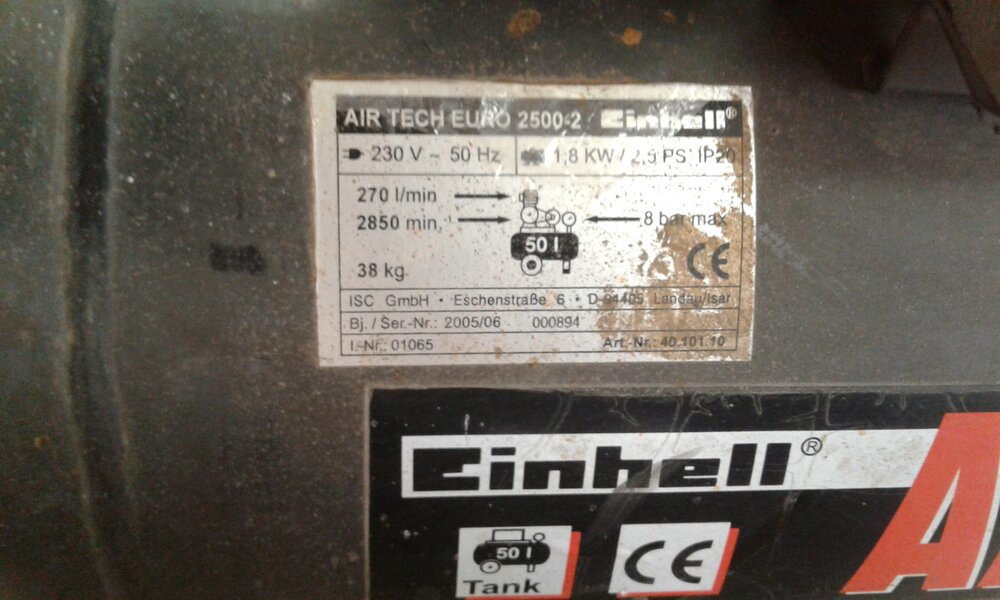 AIR TECH EURO 2500-2 Einhell®
230 V ~ 50 Hz 1,8 KW / 2,5 PS IP20
270 l/min
2850 min. 8 bar max
50 l
38 kg CE
ISC GmbH • Eschenstraße 6 • D-94405 Landau/Isar
Bj. / Ser.-Nr.: 2005/06 000894
I.-Nr.: 01065 Art.-Nr.: 40.101.10
Einhell®
A
50 l
Tank
CE